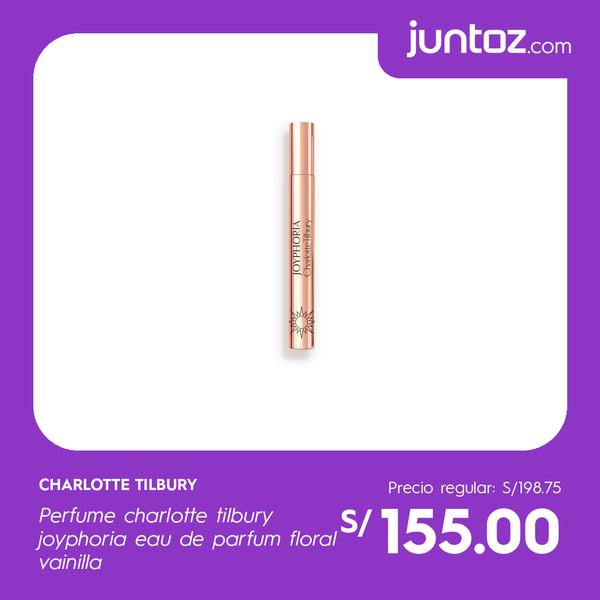 juntoz.com
JOYPHORIA
Charlotte Tilbury
CHARLOTTE TILBURY
Perfume charlotte tilbury
joyphoria eau de parfum floral
vainilla
Precio regular: S/198.75
S/155.00